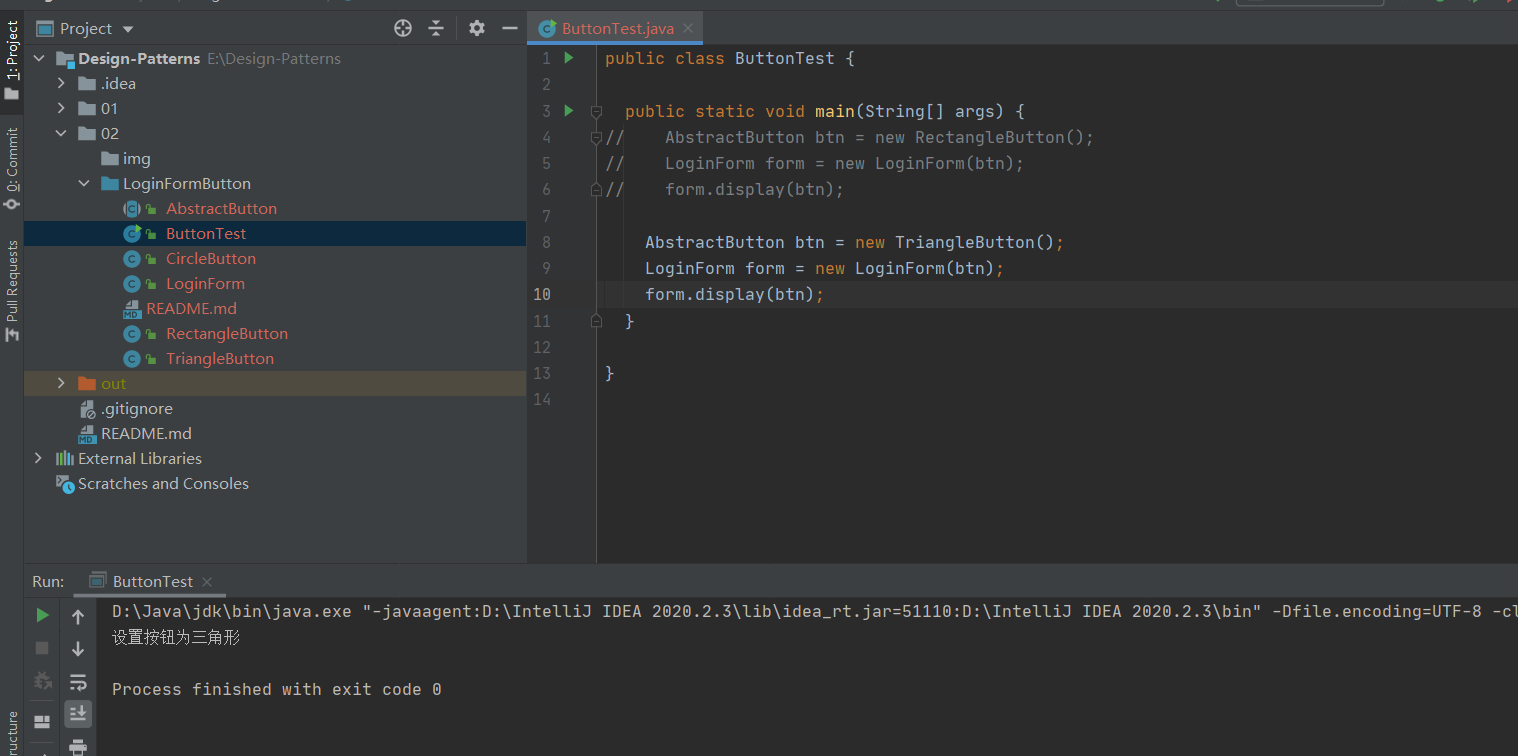 Project
ButtonTest.java
1: Project
0: Commit
Pull Requests
ructure
Design-Patterns E:\Design-Patterns
.idea
01
02
img
LoginFormButton
AbstractButton
ButtonTest
CircleButton
LoginForm
README.md
RectangleButton
TriangleButton
out
.gitignore
README.md
External Libraries
Scratches and Consoles
1 public class ButtonTest {
2
3 public static void main(String[] args) {
4 // AbstractButton btn = new RectangleButton();
5 // LoginForm form = new LoginForm(btn);
6 // form.display(btn);
7
8 AbstractButton btn = new TriangleButton();
9 LoginForm form = new LoginForm(btn);
10 form.display(btn);
11 }
12
13 }
14
Run: ButtonTest
D:\Java\jdk\bin\java.exe "-javaagent:D:\IntelliJ IDEA 2020.2.3\lib\idea_rt.jar=51110:D:\IntelliJ IDEA 2020.2.3\bin" -Dfile.encoding=UTF-8 -cl
设置按钮为三角形
Process finished with exit code 0